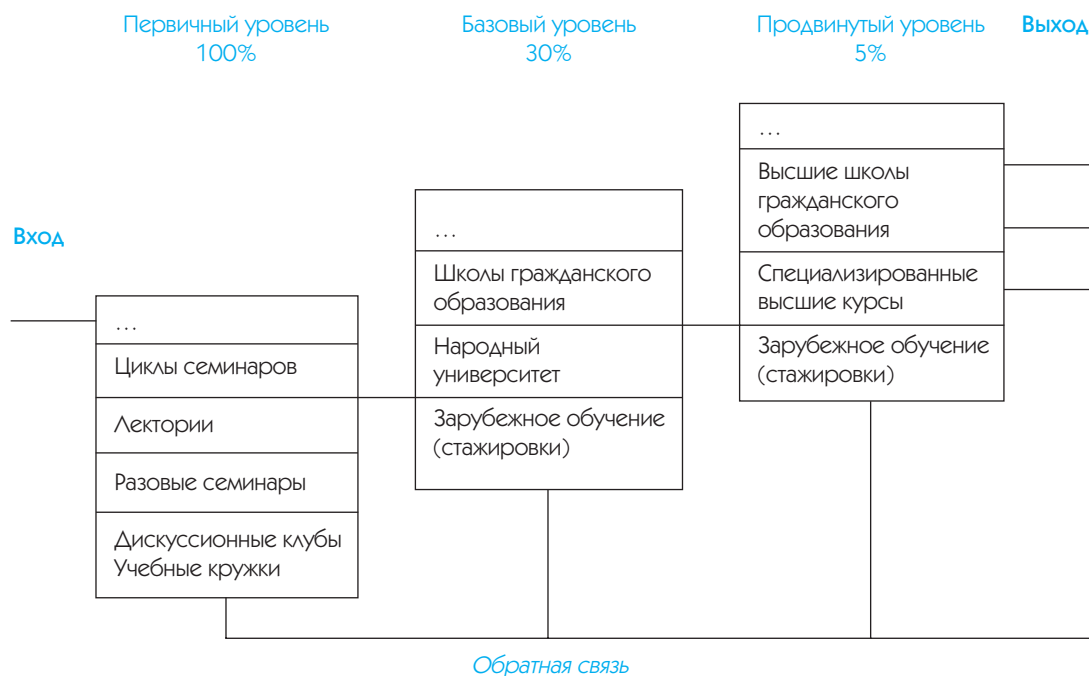 Первичный уровень
100%
Базовый уровень
30%
Продвинутый уровень
5%
Выход
Вход
…
Циклы семинаров
Лектории
Разовые семинары
Дискуссионные клубы
Учебные кружки
…
Школы гражданского
образования
Народный
университет
Зарубежное обучение
(стажировки)
…
Высшие школы
гражданского
образования
Специализированные
высшие курсы
Зарубежное обучение
(стажировки)
Обратная связь